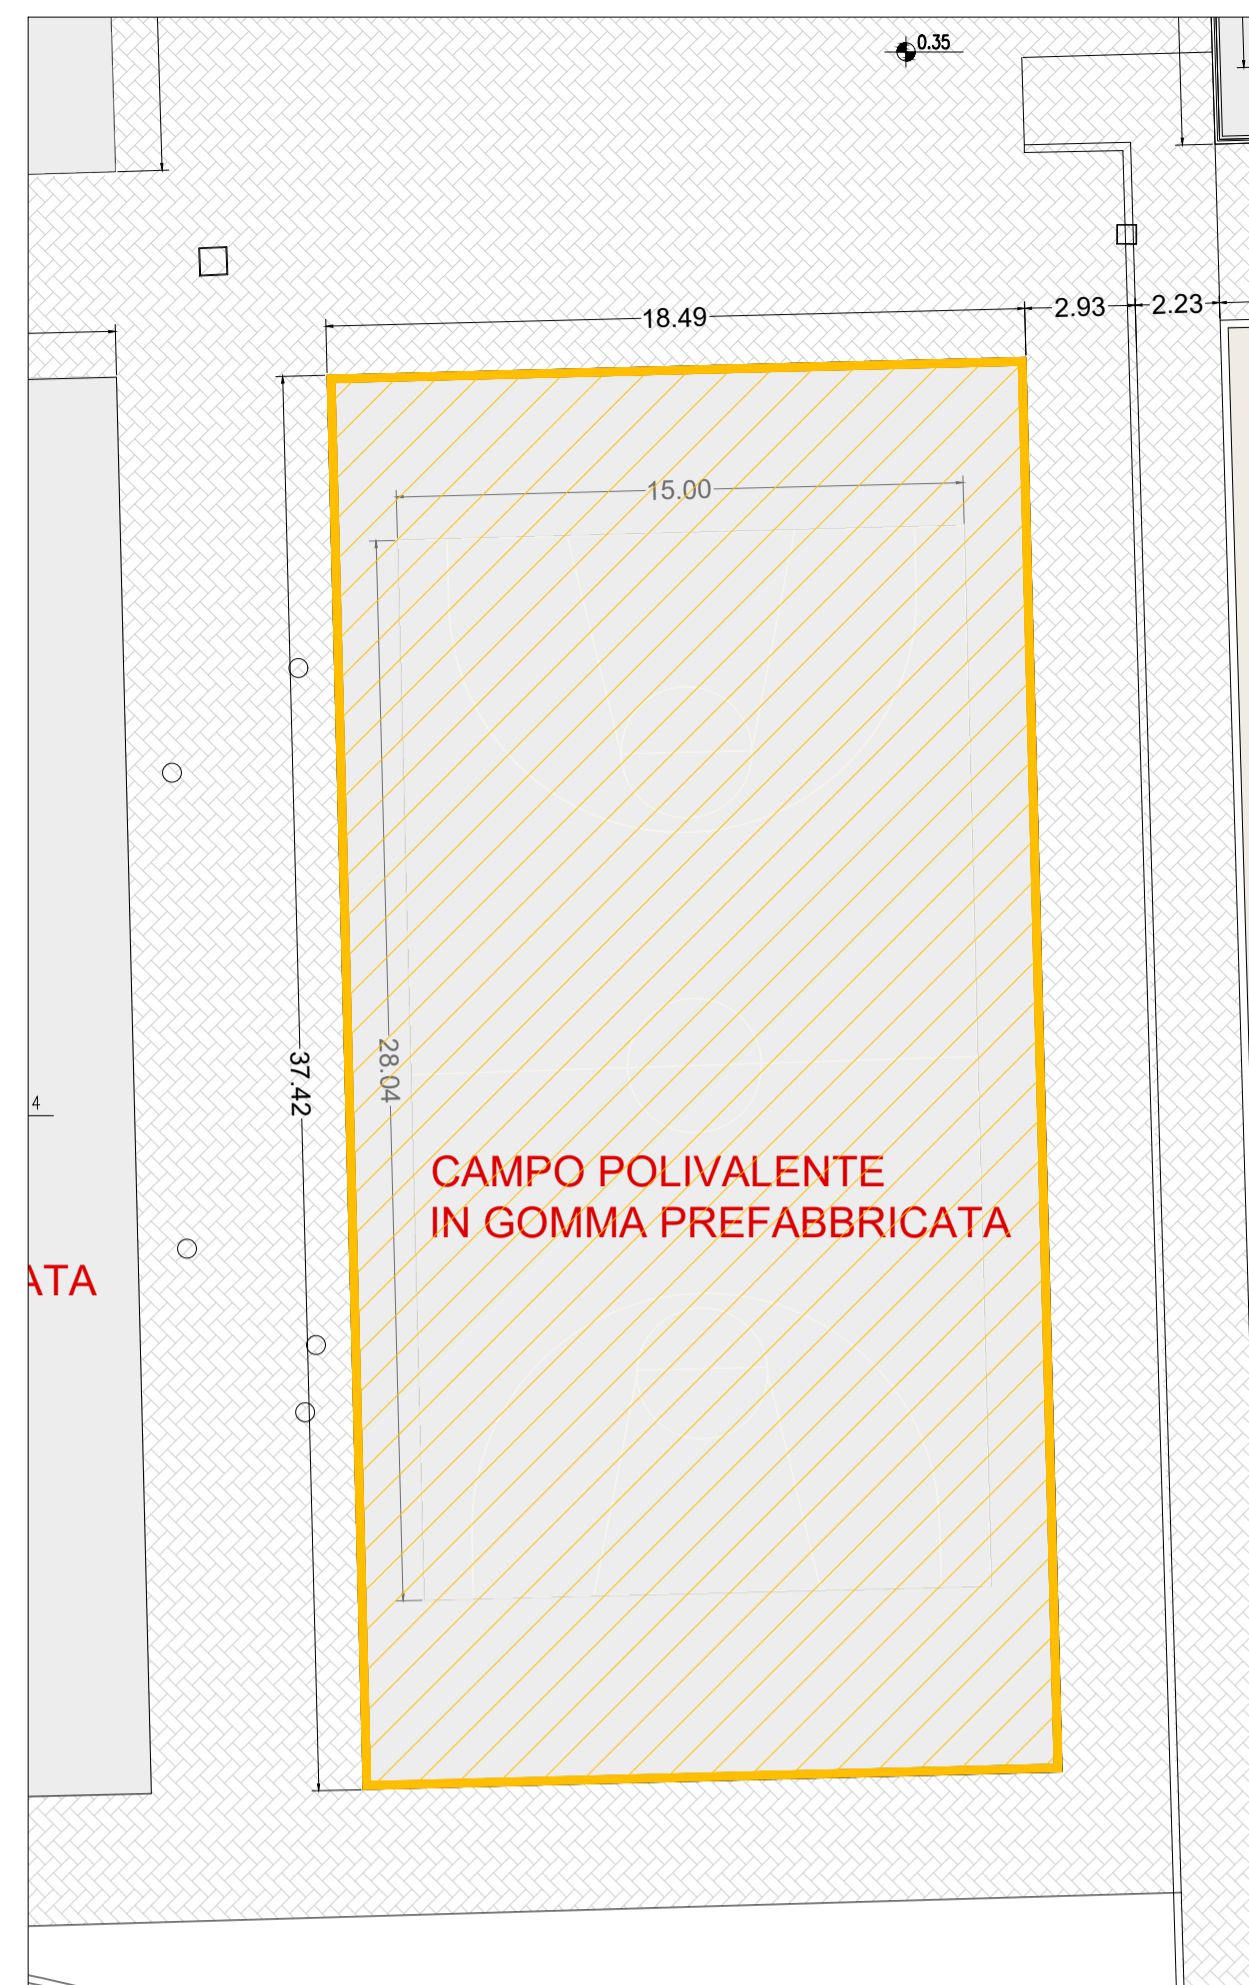 0.35
18.49
2.93
2.23
15.00
37.42
28.04
4
CAMPO POLIVALENTE
IN GOMMA PREFABBRICATA
ATA